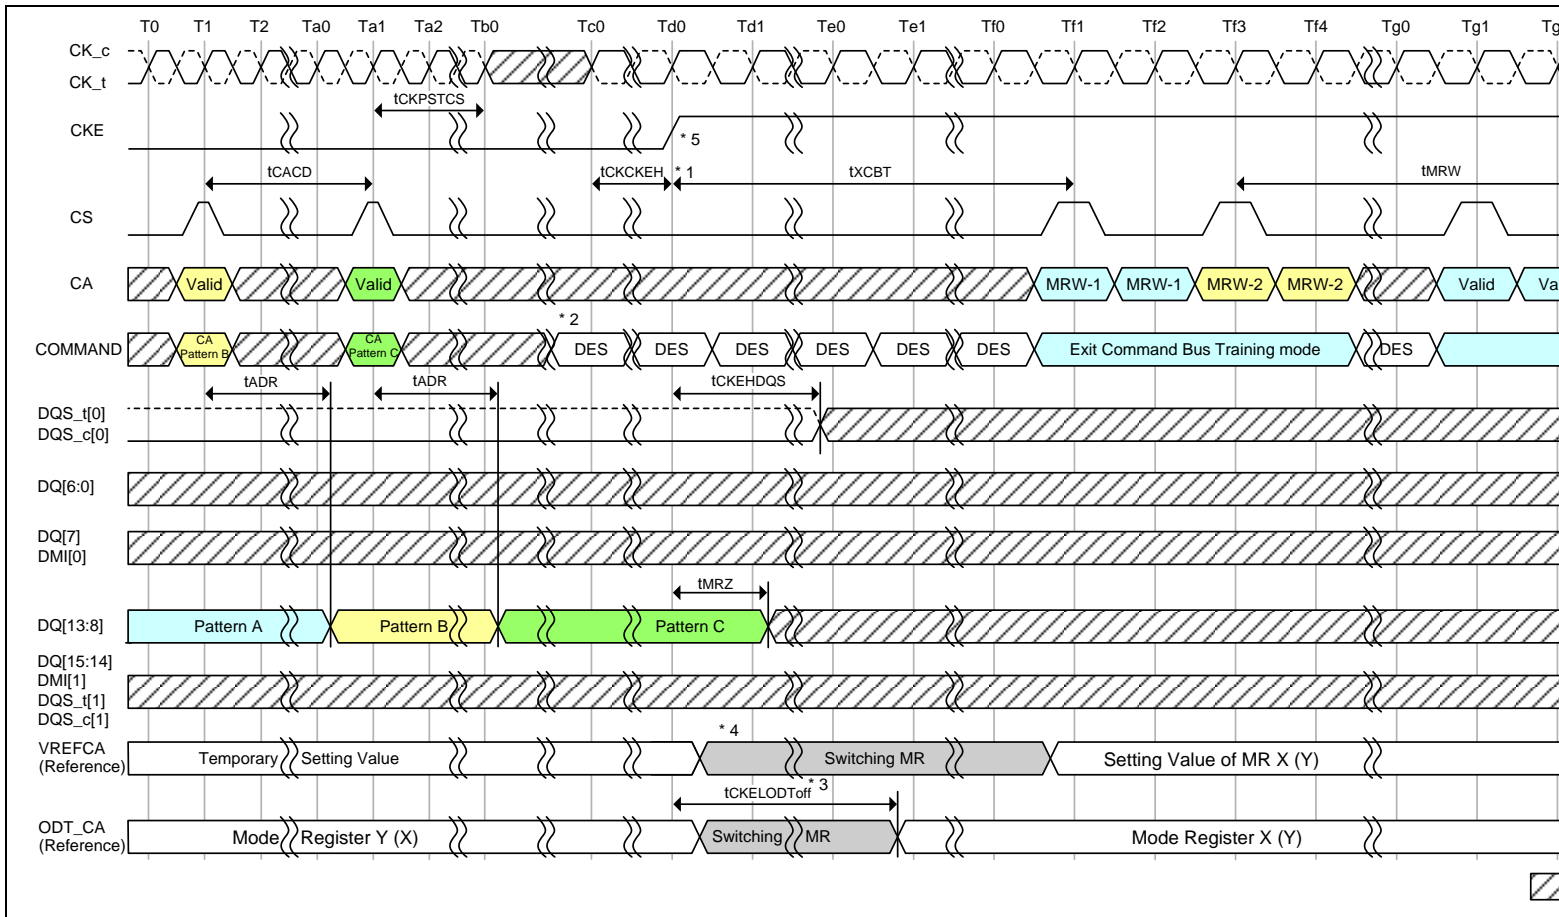 T0 T1 T2 Ta0 Ta1 Ta2 Tb0 Tc0 Td0 Td1 Te0 Te1 Tf0 Tf1 Tf2 Tf3 Tf4 Tg0 Tg1 Tg
CK_c
CK_t
tCKPSTCS
CKE
* 5
tCACD tCKCKEH * 1 tXCBT tMRW
CS
CA Valid Valid MRW-1 MRW-1 MRW-2 MRW-2 Valid Va
* 2
COMMAND CA Pattern B CA Pattern C DES DES DES DES DES DES Exit Command Bus Training mode DES
tADR tADR tCKEHDQS
DQS_t[0]
DQS_c[0]
DQ[6:0]
DQ[7]
DMI[0]
tMRZ
DQ[13:8] Pattern A Pattern B Pattern C
DQ[15:14]
DMI[1]
DQS_t[1]
DQS_c[1]
* 4
VREFCA
(Reference)
Temporary Setting Value Switching MR Setting Value of MR X (Y)
tCKELODToff * 3
ODT_CA
(Reference)
Mode Register Y (X) Switching MR Mode Register X (Y)